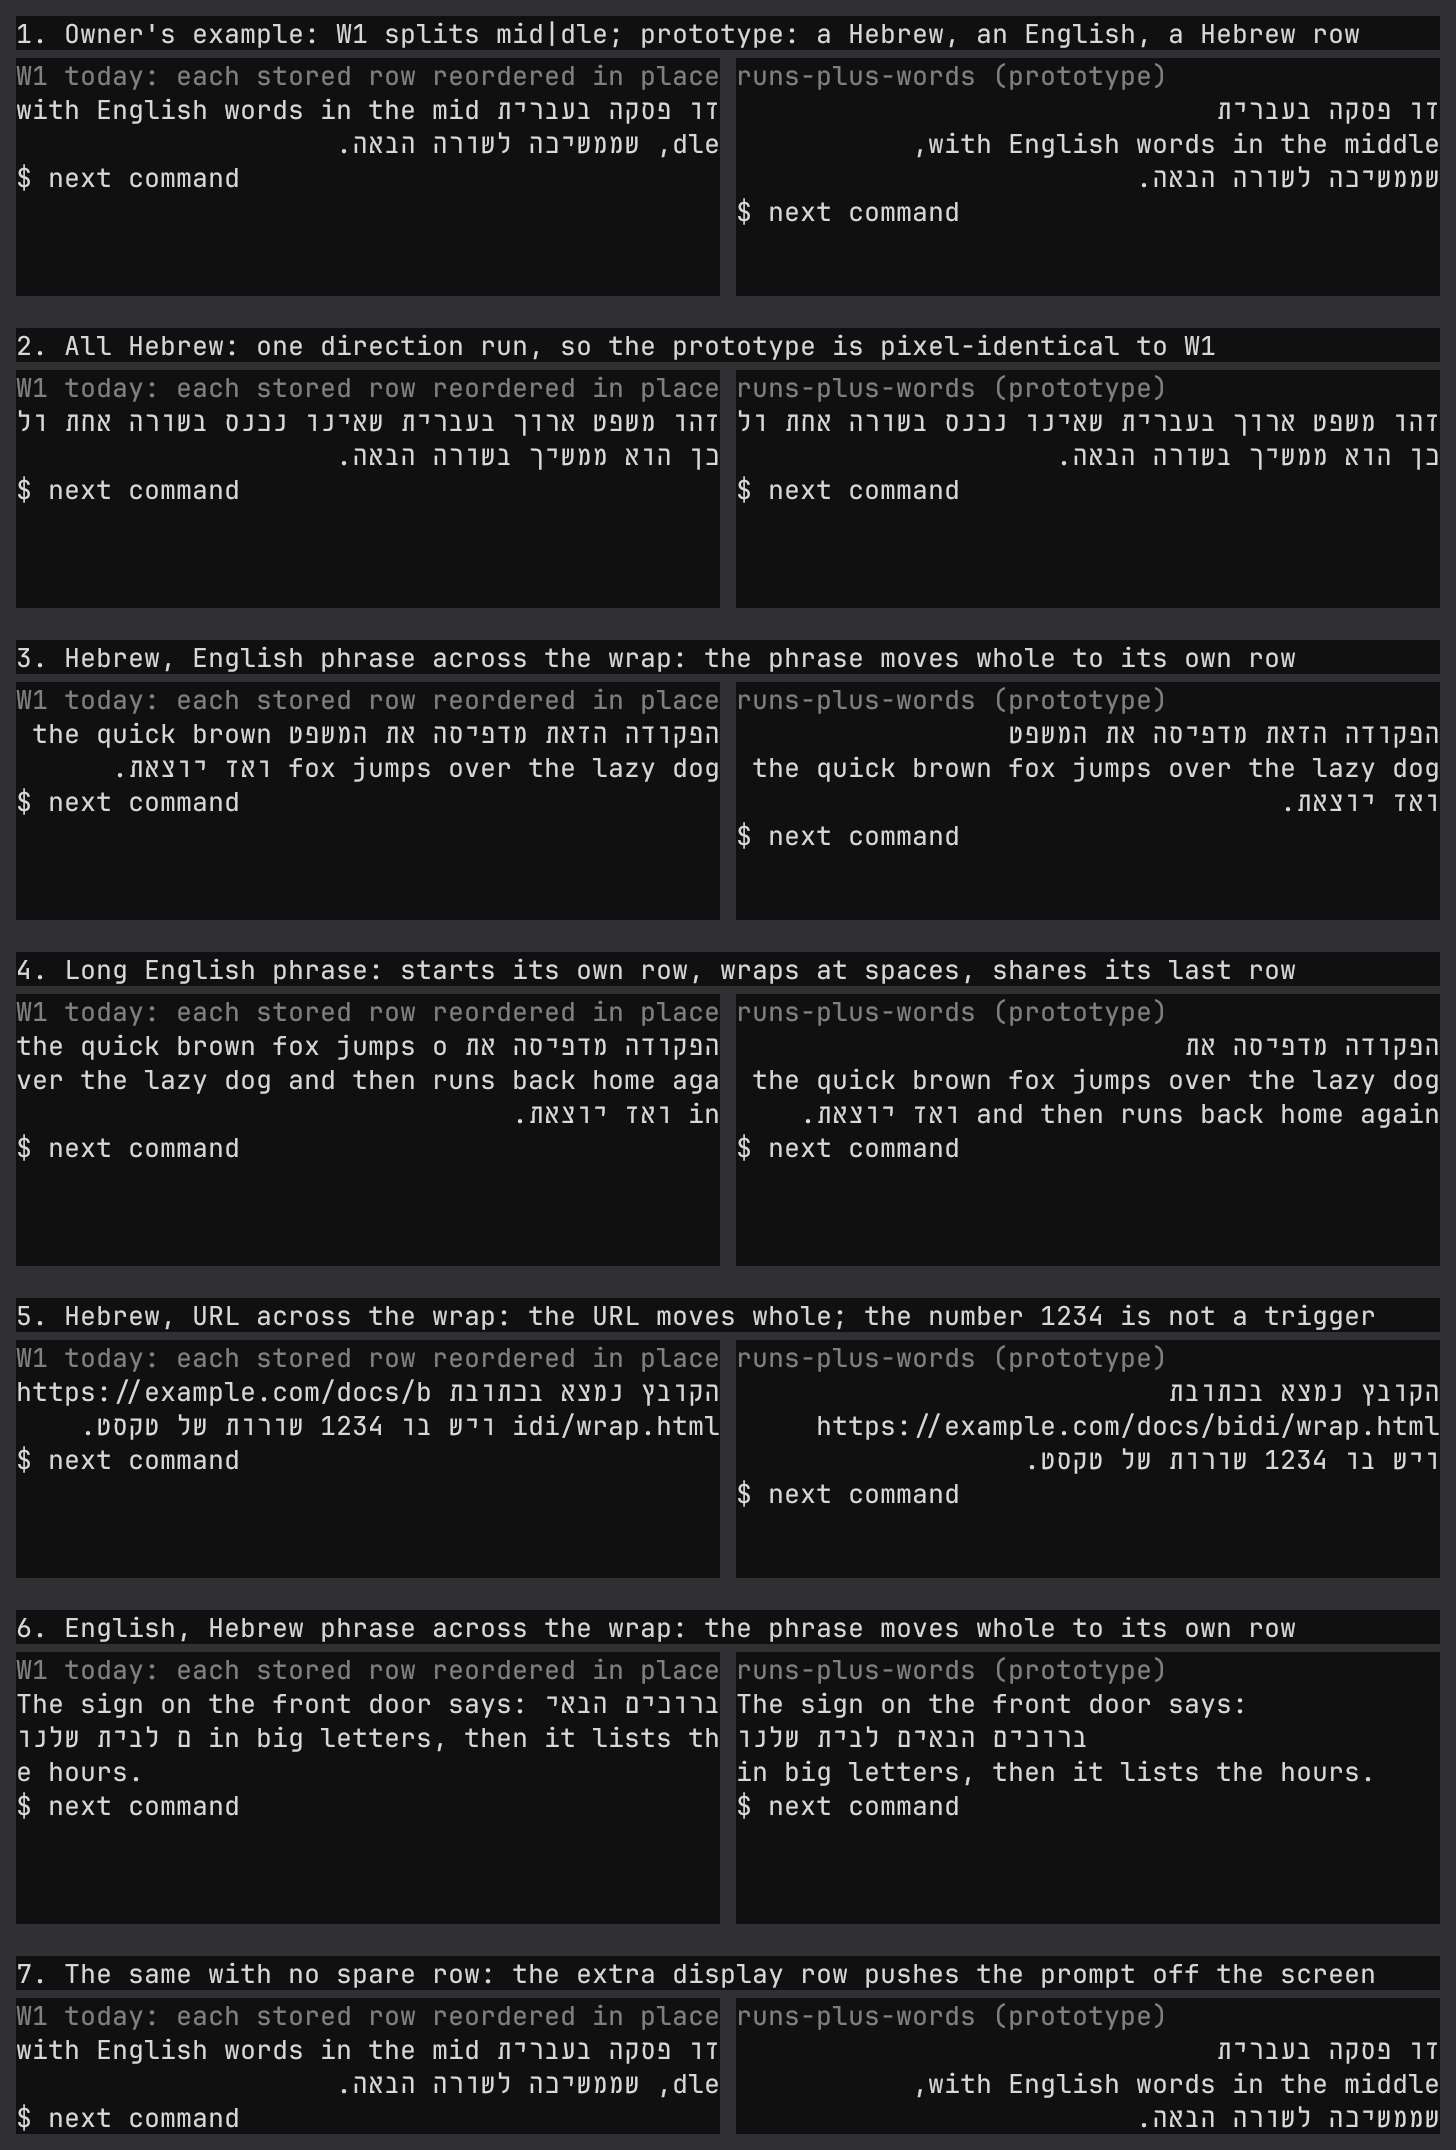 1. Owner's example: W1 splits mid|dle; prototype: a Hebrew, an English, a Hebrew row
W1 today: each stored row reordered in place
זו פסקה בעברית with English words in the mid
dle, שממשיכה לשורה הבאה.
$ next command
runs-plus-words (prototype)
זו פסקה בעברית
with English words in the middle,
שממשיכה לשורה הבאה.
$ next command
2. All Hebrew: one direction run, so the prototype is pixel-identical to W1
W1 today: each stored row reordered in place
זהו משפט ארוך בעברית שאינו נכנס בשורה אחת ול
כן הוא ממשיך בשורה הבאה.
$ next command
runs-plus-words (prototype)
זהו משפט ארוך בעברית שאינו נכנס בשורה אחת ול
כן הוא ממשיך בשורה הבאה.
$ next command
3. Hebrew, English phrase across the wrap: the phrase moves whole to its own row
W1 today: each stored row reordered in place
הפקודה הזאת מדפיסה את המשפט the quick brown
fox jumps over the lazy dog ואז יוצאת.
$ next command
runs-plus-words (prototype)
הפקודה הזאת מדפיסה את המשפט
the quick brown fox jumps over the lazy dog
ואז יוצאת.
$ next command
4. Long English phrase: starts its own row, wraps at spaces, shares its last row
W1 today: each stored row reordered in place
הפקודה מדפיסה את the quick brown fox jumps o
ver the lazy dog and then runs back home aga
in ואז יוצאת.
$ next command
runs-plus-words (prototype)
הפקודה מדפיסה את
the quick brown fox jumps over the lazy dog
and then runs back home again ואז יוצאת.
$ next command
5. Hebrew, URL across the wrap: the URL moves whole; the number 1234 is not a trigger
W1 today: each stored row reordered in place
הקובץ נמצא בכתובת https://example.com/docs/b
idi/wrap.html ויש בו 1234 שורות של טקסט.
$ next command
runs-plus-words (prototype)
הקובץ נמצא בכתובת
https://example.com/docs/bidi/wrap.html
ויש בו 1234 שורות של טקסט.
$ next command
6. English, Hebrew phrase across the wrap: the phrase moves whole to its own row
W1 today: each stored row reordered in place
The sign on the front door says: ברוכים הבאי
ם לבית שלנו in big letters, then it lists th
e hours.
$ next command
runs-plus-words (prototype)
The sign on the front door says:
ברוכים הבאים לבית שלנו
in big letters, then it lists the hours.
$ next command
7. The same with no spare row: the extra display row pushes the prompt off the screen
W1 today: each stored row reordered in place
זו פסקה בעברית with English words in the mid
dle, שממשיכה לשורה הבאה.
$ next command
runs-plus-words (prototype)
זו פסקה בעברית
with English words in the middle,
שממשיכה לשורה הבאה.